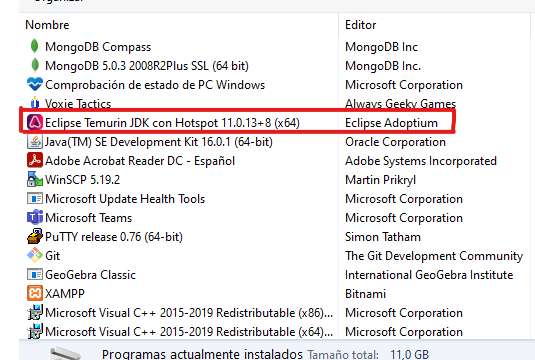 Nombre Editor
MongoDB Compass MongoDB Inc
MongoDB 5.0.3 2008R2Plus SSL (64 bit) MongoDB Inc.
Comprobación de estado de PC Windows Microsoft Corporation
Voxie Tactics Always Geeky Games
Eclipse Temurin JDK con Hotspot 11.0.13+8 (x64) Eclipse Adoptium
Java(TM) SE Development Kit 16.0.1 (64-bit) Oracle Corporation
Adobe Acrobat Reader DC - Español Adobe Systems Incorporated
WinSCP 5.19.2 Martin Prikryl
Microsoft Update Health Tools Microsoft Corporation
Microsoft Teams Microsoft Corporation
PuTTY release 0.76 (64-bit) Simon Tatham
Git The Git Development Community
GeoGebra Classic International GeoGebra Institute
XAMPP Bitnami
Microsoft Visual C++ 2015-2019 Redistributable (x86)... Microsoft Corporation
Microsoft Visual C++ 2015-2019 Redistributable (x64)... Microsoft Corporation
Programas actualmente instalados Tamaño total: 11,0 GB